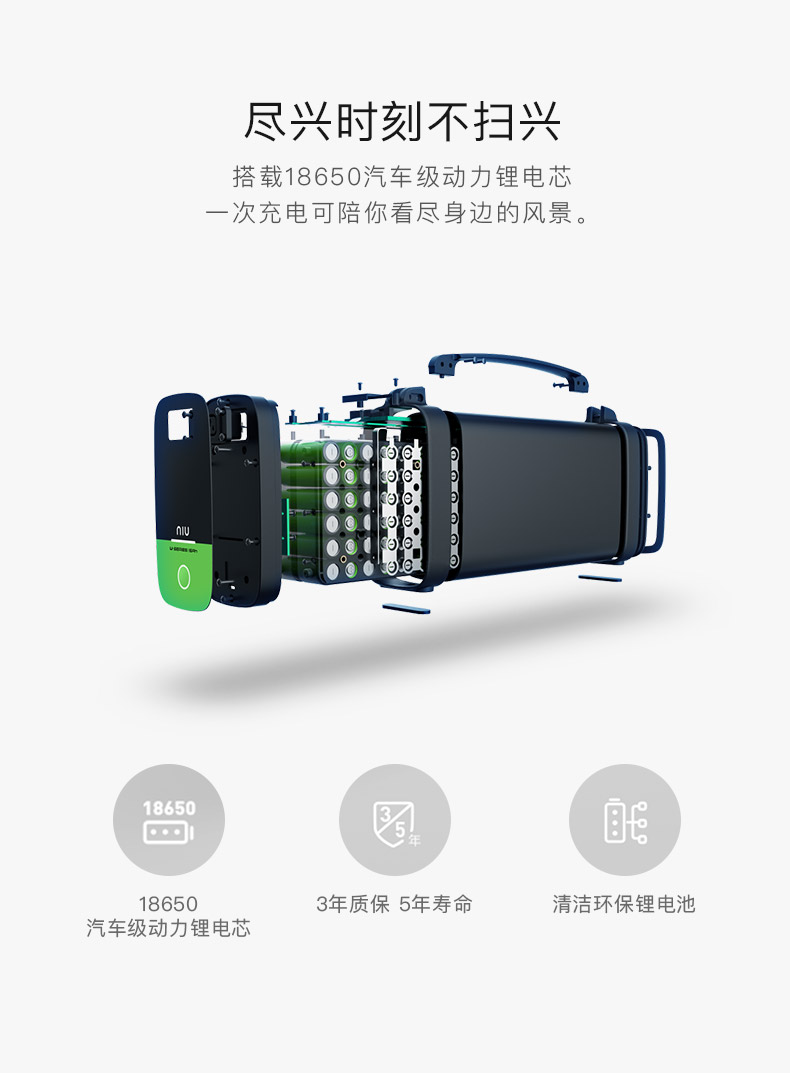 尽兴时刻不扫兴
搭载18650汽车级动力锂电芯
一次充电可陪你看尽身边的风景。
NIU
18650
3
5
年
18650
汽车级动力锂电芯
3年质保 5年寿命
清洁环保锂电池